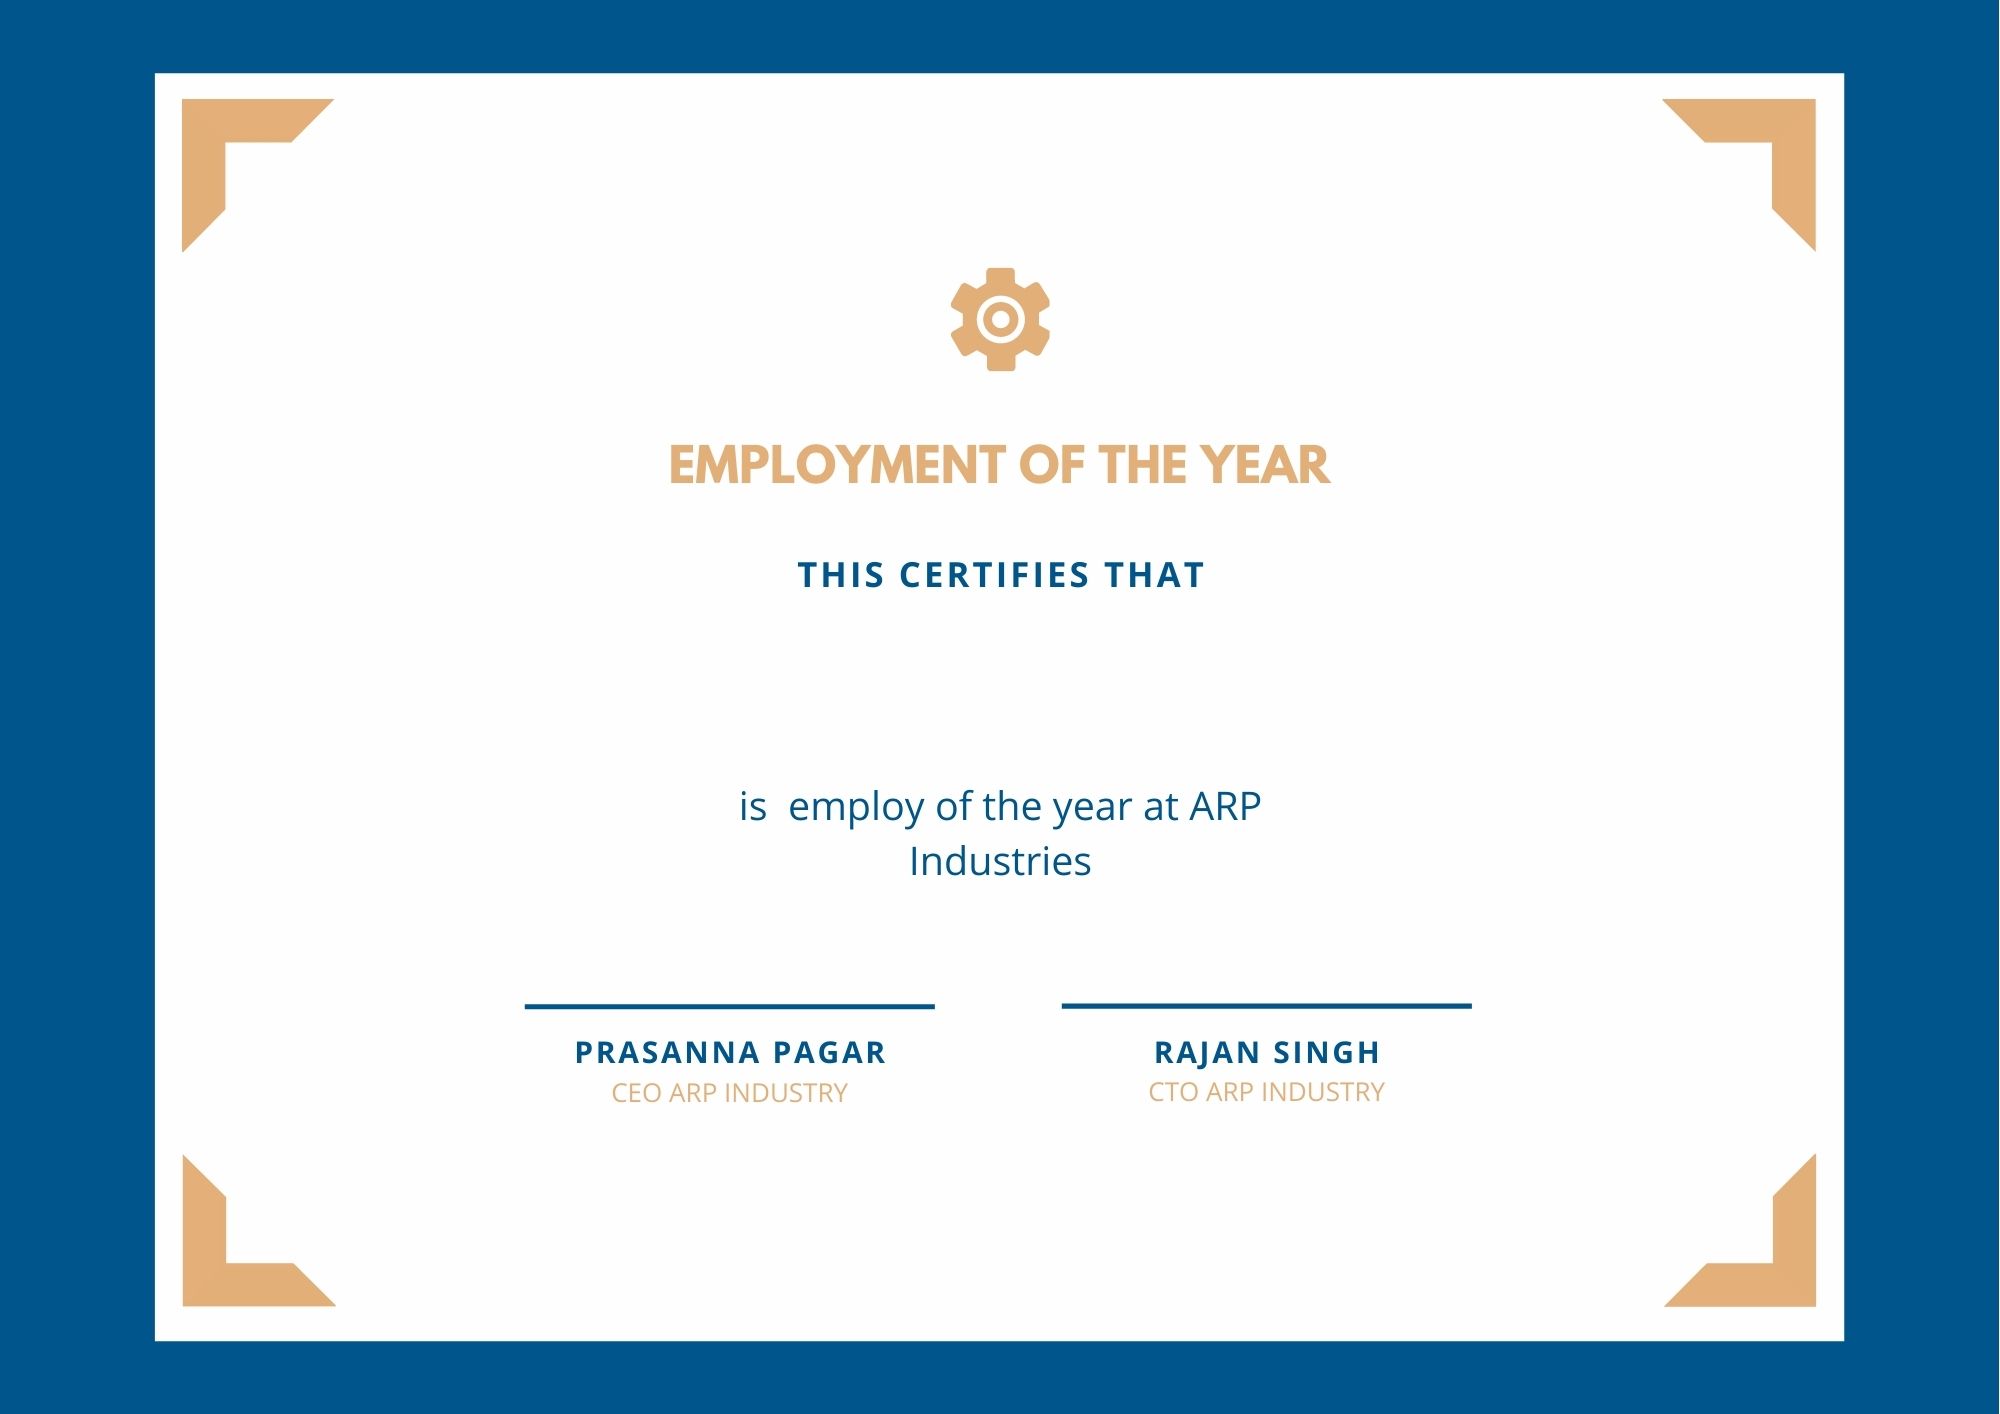 EMPLOYMENT OF THE YEAR
THIS CERTIFIES THAT
is  employ of the year at ARP
Industries
PRASANNA PAGAR
CEO ARP INDUSTRY
RAJAN SINGH
CTO ARP INDUSTRY